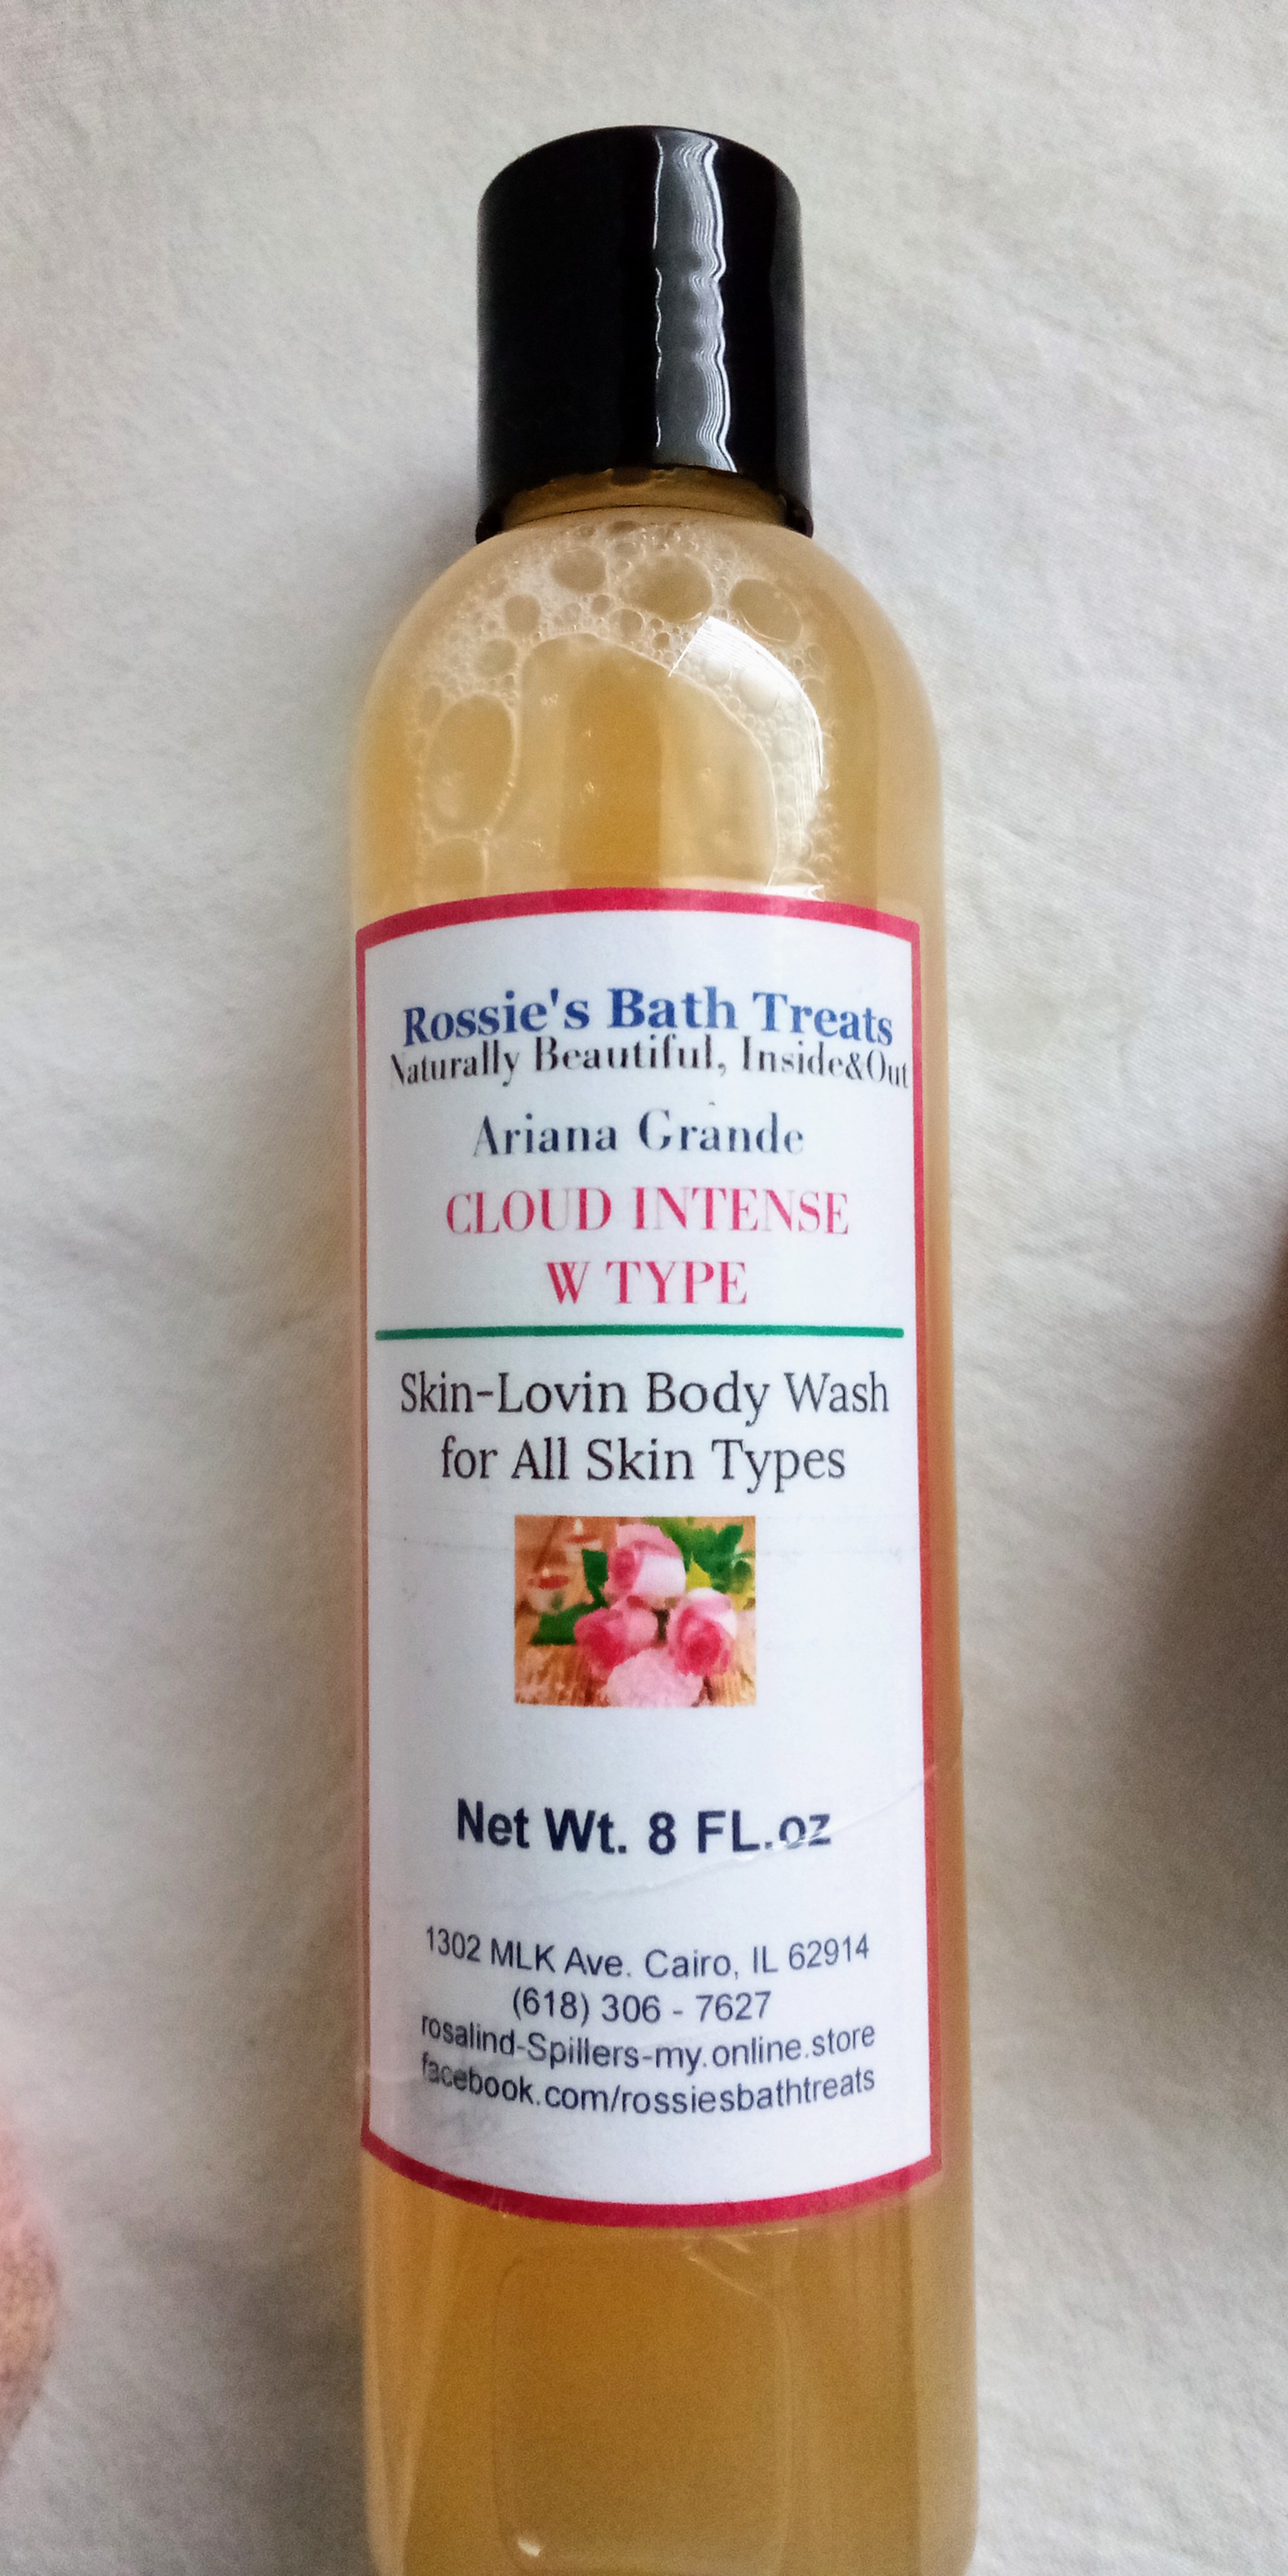 Rossie's Bath Treats
Naturally Beautiful, Inside&Out
Ariana Grande
CLOUD INTENSE
W TYPE
Skin-Lovin Body Wash
for All Skin Types
Net Wt. 8 FL.oz
1302 MLK Ave. Cairo, IL 62914
(618) 306 - 7627
rosalind-Spillers-my.online.store
facebook.com/rossiesbathtreats